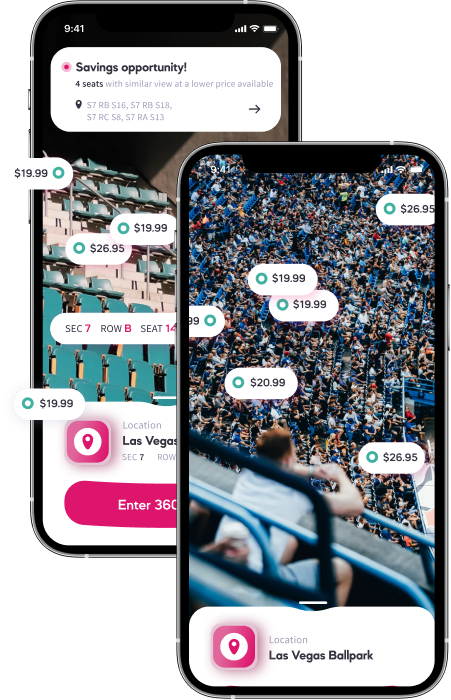 9:41
Savings opportunity!
4 seats with similar view at a lower price available
S7 RB S16, S7 RB S18,
S7 RC S8, S7 RA S13
$19.99
$19.99
$26.95
SEC 7 ROW B SEAT 14
$19.99
Location
Las Vegas
SEC 7 ROW
Enter 360
9:41
$26.95
$19.99
$19.99
99
$20.99
$26.95
Location
Las Vegas Ballpark